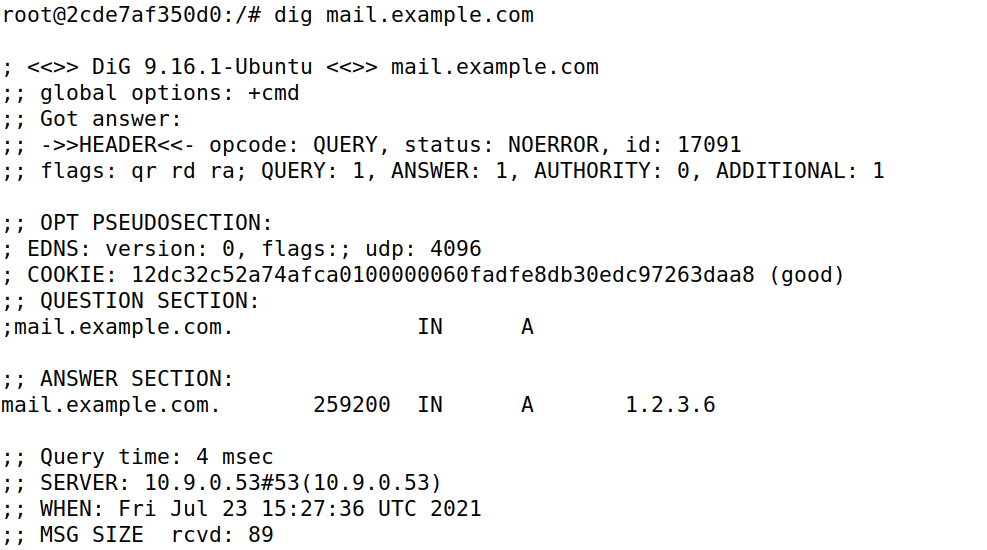 root@2cde7af350d0:/# dig mail.example.com
; <<>> DiG 9.16.1-Ubuntu <<>> mail.example.com
;; global options: +cmd
;; Got answer:
;; ->>HEADER<<- opcode: QUERY, status: NOERROR, id: 17091
;; flags: qr rd ra; QUERY: 1, ANSWER: 1, AUTHORITY: 0, ADDITIONAL: 1
;; OPT PSEUDOSECTION:
; EDNS: version: 0, flags:; udp: 4096
; COOKIE: 12dc32c52a74afca0100000060fadfe8db30edc97263daa8 (good)
;; QUESTION SECTION:
;mail.example.com. IN A
;; ANSWER SECTION:
mail.example.com. 259200 IN A 1.2.3.6
;; Query time: 4 msec
;; SERVER: 10.9.0.53#53(10.9.0.53)
;; WHEN: Fri Jul 23 15:27:36 UTC 2021
;; MSG SIZE  rcvd: 89